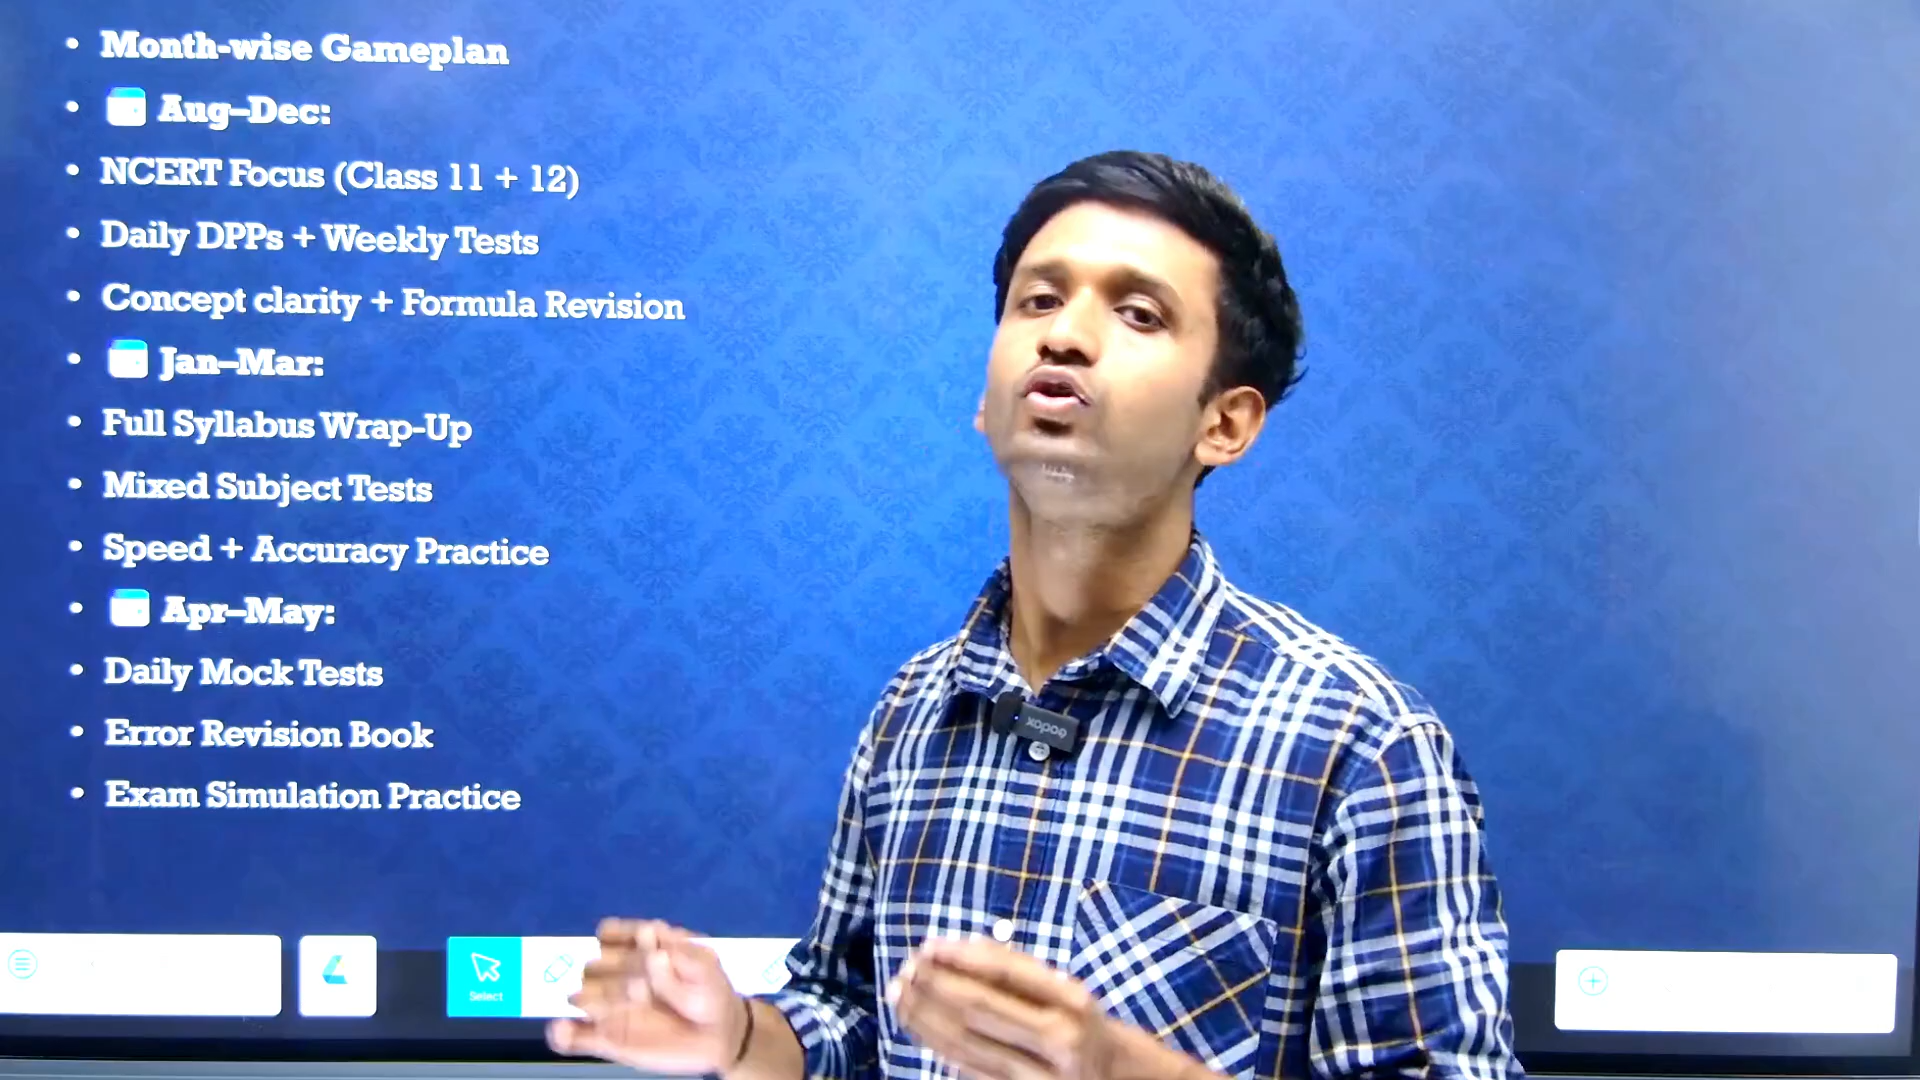 Month-wise Gameplan
Aug–Dec:
NCERT Focus (Class 11 + 12)
Daily DPPs + Weekly Tests
Concept clarity + Formula Revision
Jan–Mar:
Full Syllabus Wrap-Up
Mixed Subject Tests
Speed + Accuracy Practice
Apr–May:
Daily Mock Tests
Error Revision Book
Exam Simulation Practice
Select
Godox